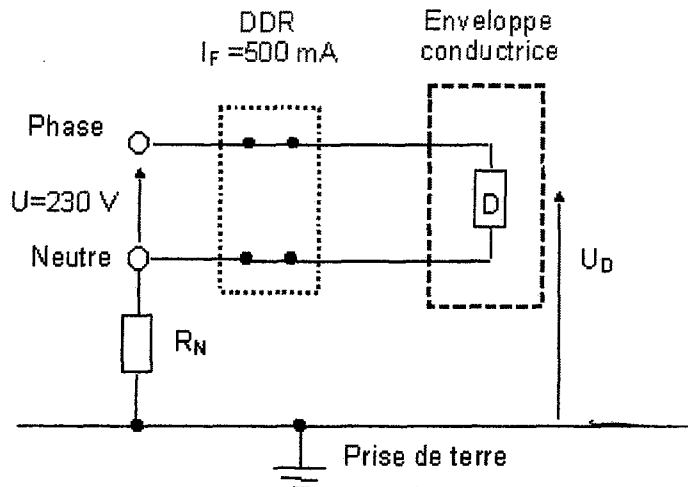 DDR
I_F =500 mA
Enveloppe
conductrice
Phase
U=230 V
D
Neutre
U_D
R_N
Prise de terre